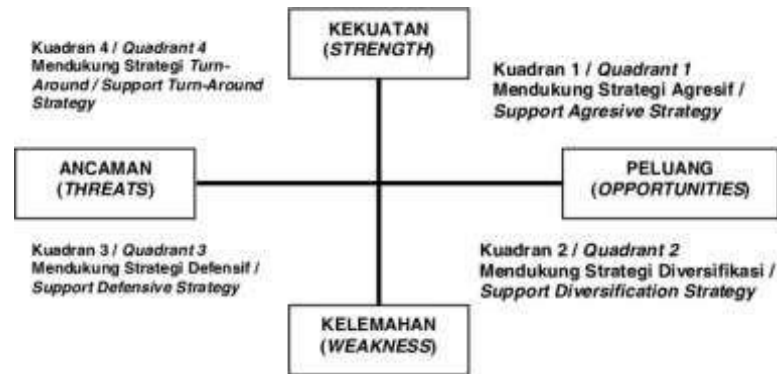 KEKUATAN
(STRENGTH)
Kuadran 4 / Quadrant 4
Mendukung Strategi Turn-
Around / Support Turn-Around
Strategy
Kuadran 1 / Quadrant 1
Mendukung Strategi Agresif /
Support Agresive Strategy
ANCAMAN
(THREATS)
PELUANG
(OPPORTUNITIES)
Kuadran 3 / Quadrant 3
Mendukung Strategi Defensif /
Support Defensive Strategy
Kuadran 2 / Quadrant 2
Mendukung Strategi Diversifikasi /
Support Diversification Strategy
KELEMAHAN
(WEAKNESS)